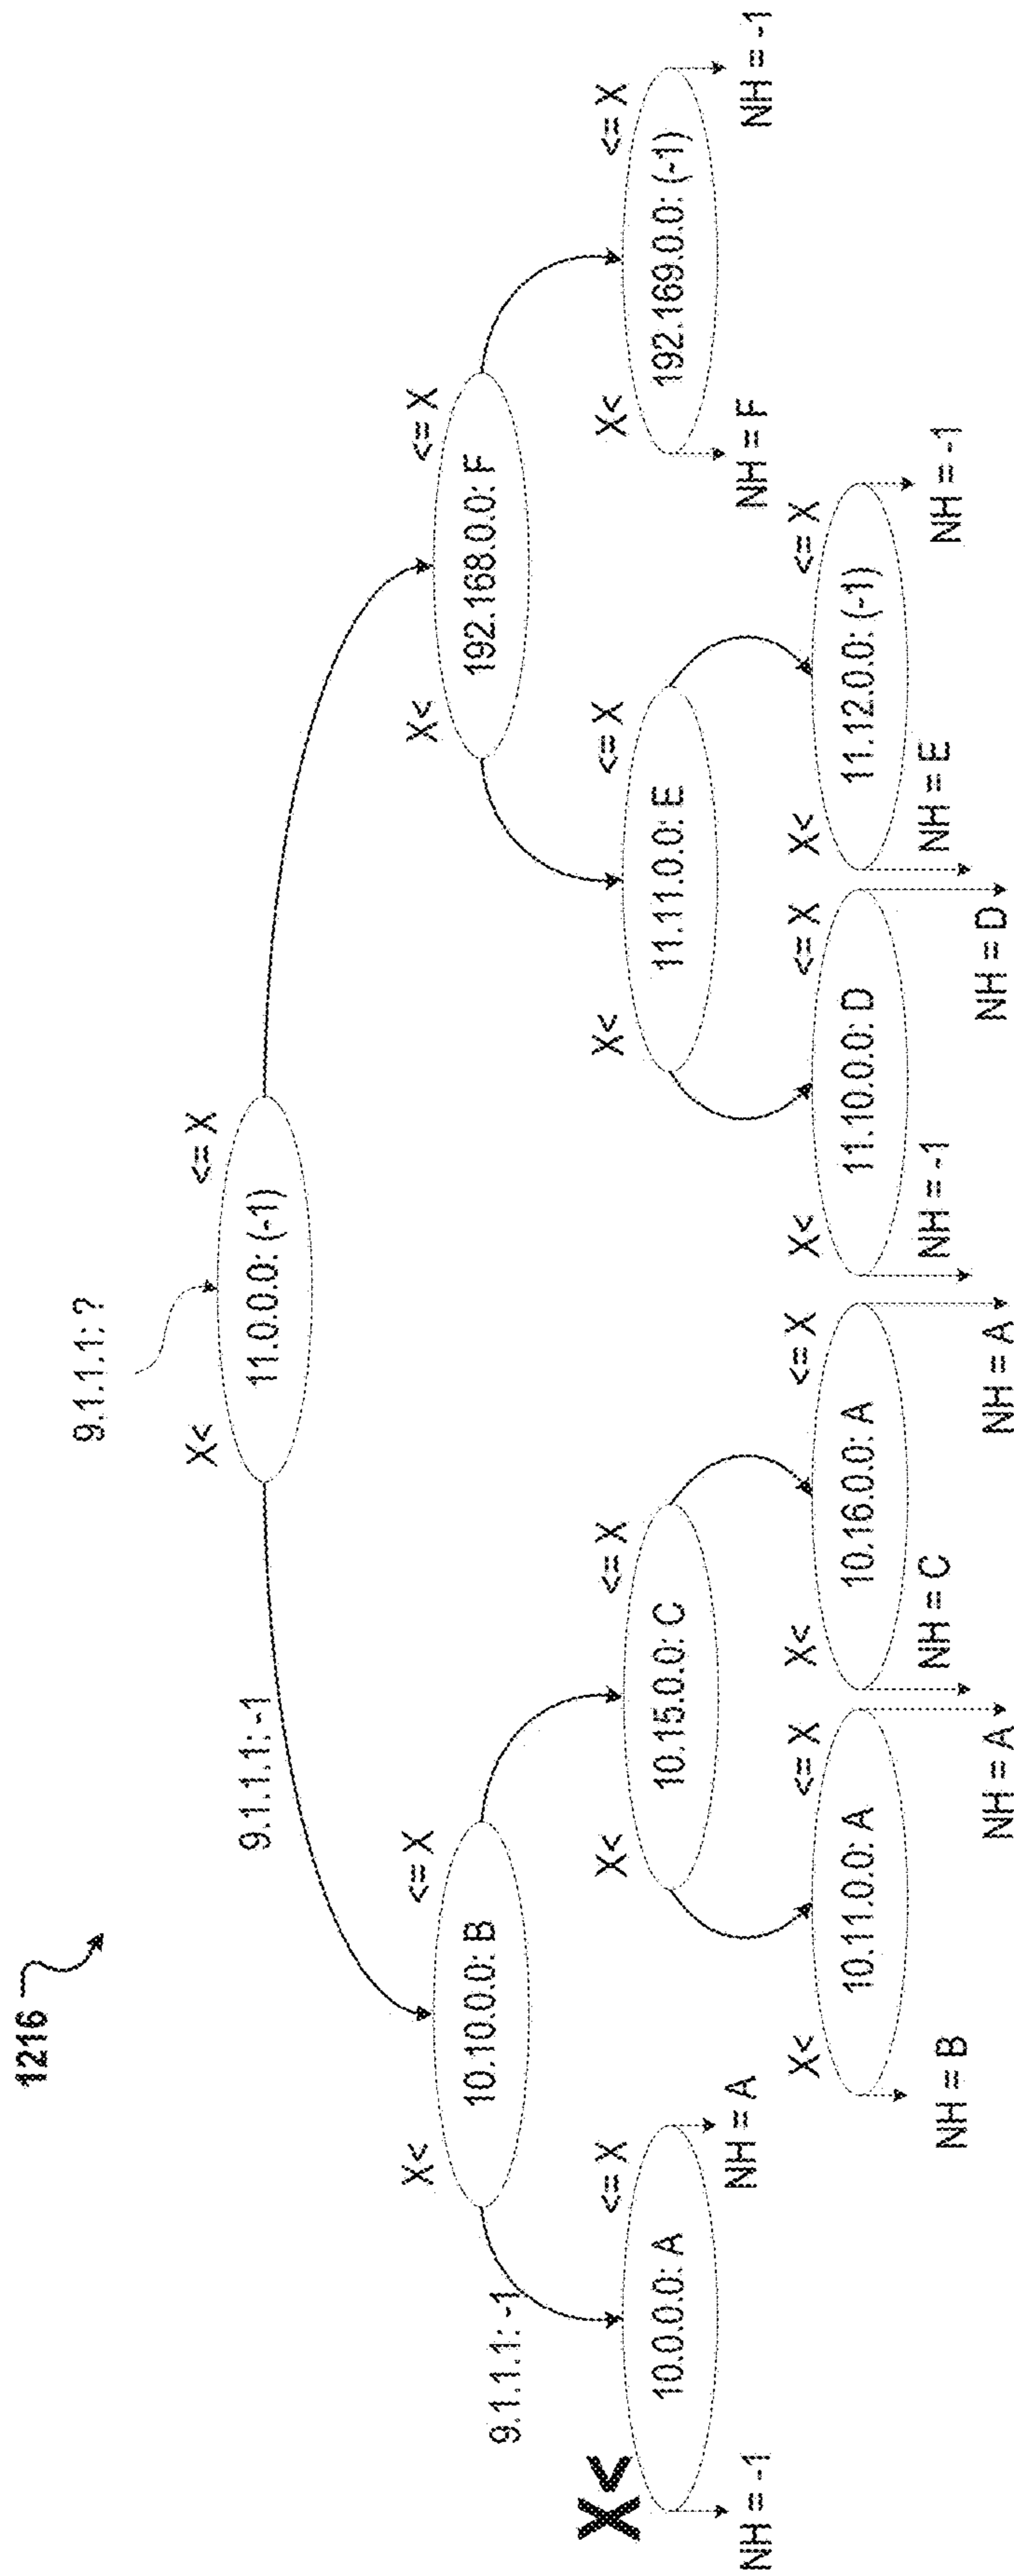 1216
9.1.1.1: ?
X<
<= X
11.0.0.0: (-1)
9.1.1.1: -1
X<
<= X
10.10.0.0: B
X<
<= X
192.168.0.0: F
9.1.1.1: -1
X<
<= X
10.0.0.0: A
NH = -1
NH = A
X<
<= X
10.15.0.0: C
X<
<= X
11.11.0.0: E
X<
<= X
192.169.0.0: (-1)
NH = F
NH = -1
X<
<= X
10.11.0.0: A
NH = B
NH = A
X<
<= X
10.16.0.0: A
NH = C
NH = A
X<
<= X
11.10.0.0: D
NH = -1
NH = D
X<
<= X
11.12.0.0: (-1)
NH = E
NH = -1